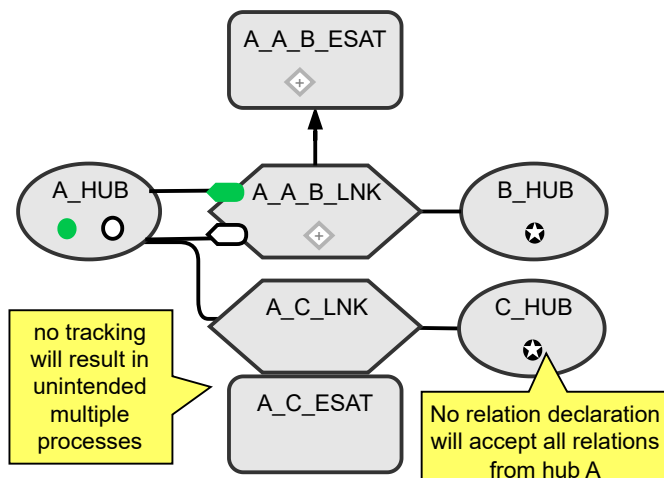 A_A_B_ESAT
A_HUB
A_A_B_LNK
B_HUB
A_C_LNK
C_HUB
no tracking
will result in
unintended
multiple
processes
A_C_ESAT
No relation declaration
will accept all relations
from hub A